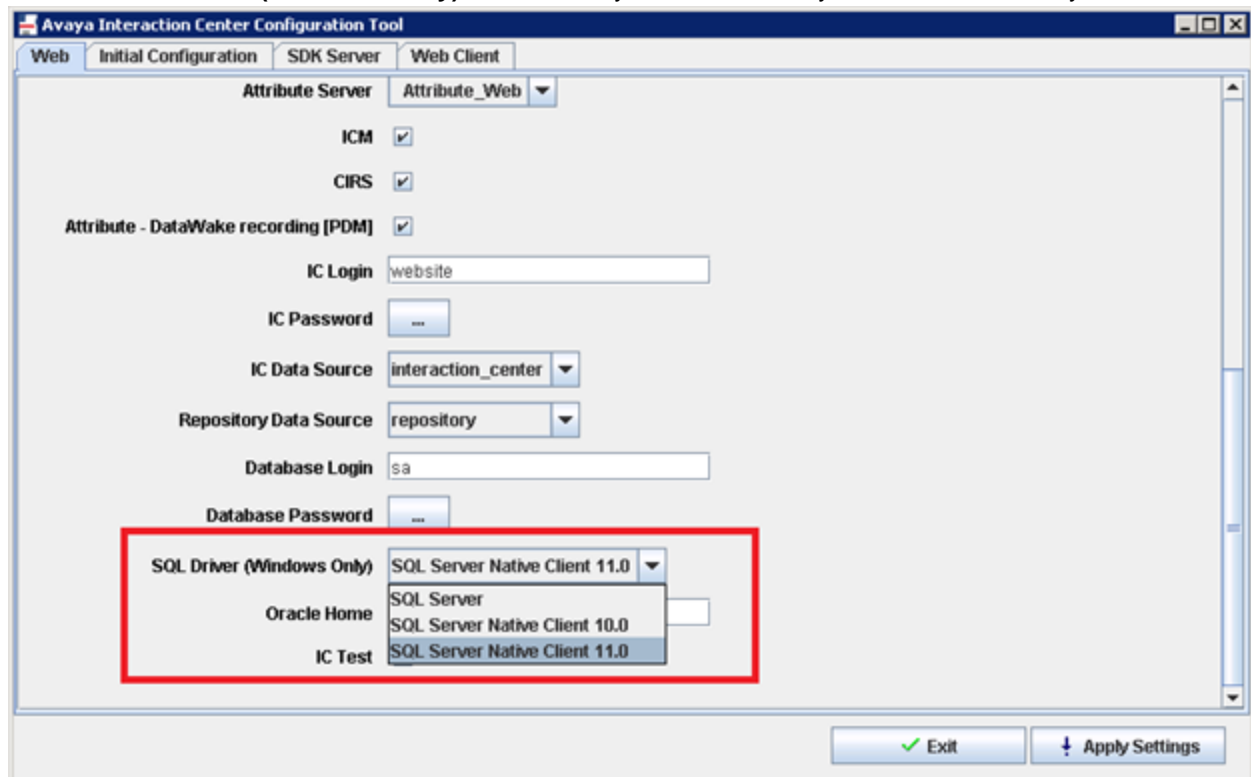 Avaya Interaction Center Configuration Tool
Web Initial Configuration SDK Server Web Client
Attribute Server Attribute_Web
ICM
CIRS
Attribute - DataWake recording [PDM]
IC Login website
IC Password ...
IC Data Source interaction_center
Repository Data Source repository
Database Login sa
Database Password ...
SQL Driver (Windows Only) SQL Server Native Client 11.0
SQL Server
Oracle Home
SQL Server Native Client 10.0
IC Test SQL Server Native Client 11.0
Exit Apply Settings